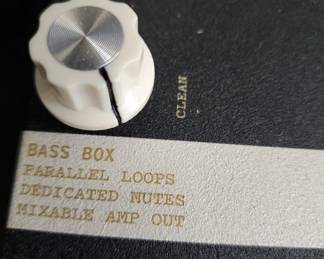 CLEAN
BASS BOX
PARALLEL LOOPS
DEDICATED MUTES
MIXABLE AMP OUT